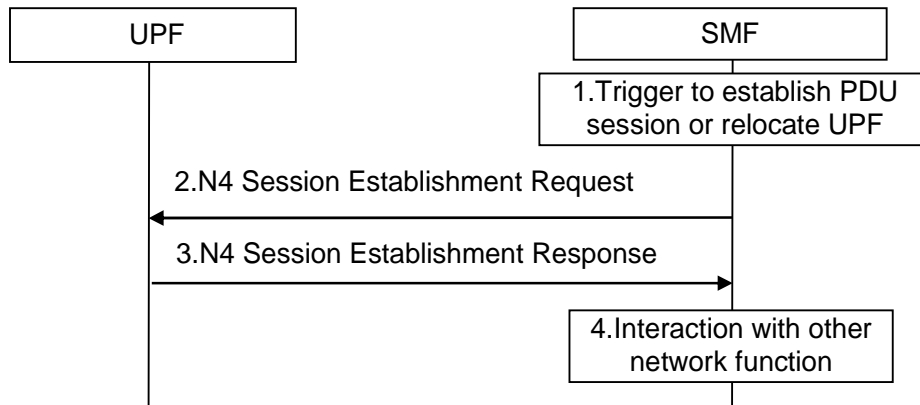 UPF
SMF
1.Trigger to establish PDU
session or relocate UPF
2.N4 Session Establishment Request
3.N4 Session Establishment Response
4.Interaction with other
network function